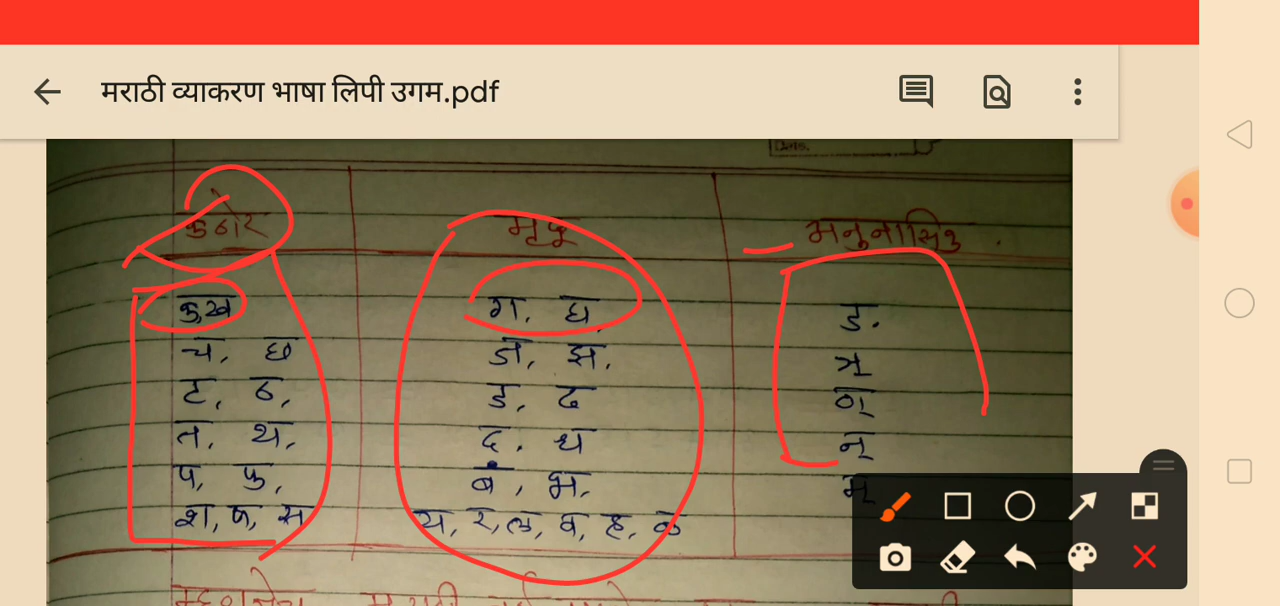 मराठी व्याकरण भाषा लिपी उगम.pdf
कठोर मृदू अनुनासिक
क,ख ग, घ ङ.
च, छ ज, झ, ञ
ट, ठ, ड, ढ ण्
त, थ, द, ध न्
प, फ, ब, भ, म्
श, ष, स य, र, ल, व, ह, ळ